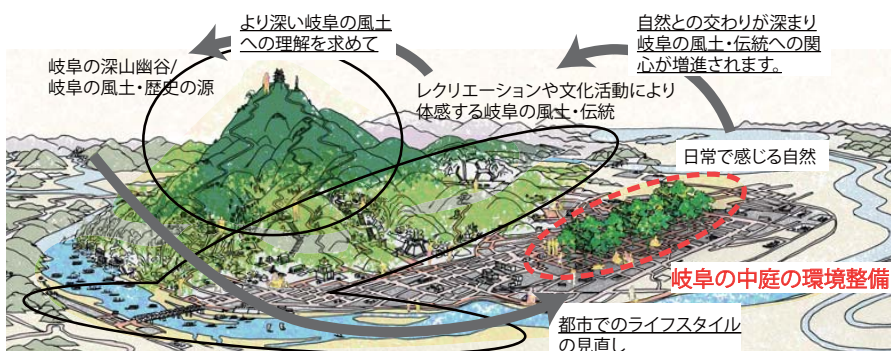 より深い岐阜の風土
への理解を求めて
自然との交わりが深まり
岐阜の風土・伝統への関
心が増進されます。
岐阜の深山幽谷/
岐阜の風土・歴史の源
レクリエーションや文化活動により
体感する岐阜の風土・伝統
日常で感じる自然
岐阜の中庭の環境整備
都市でのライフスタイル
の見直し